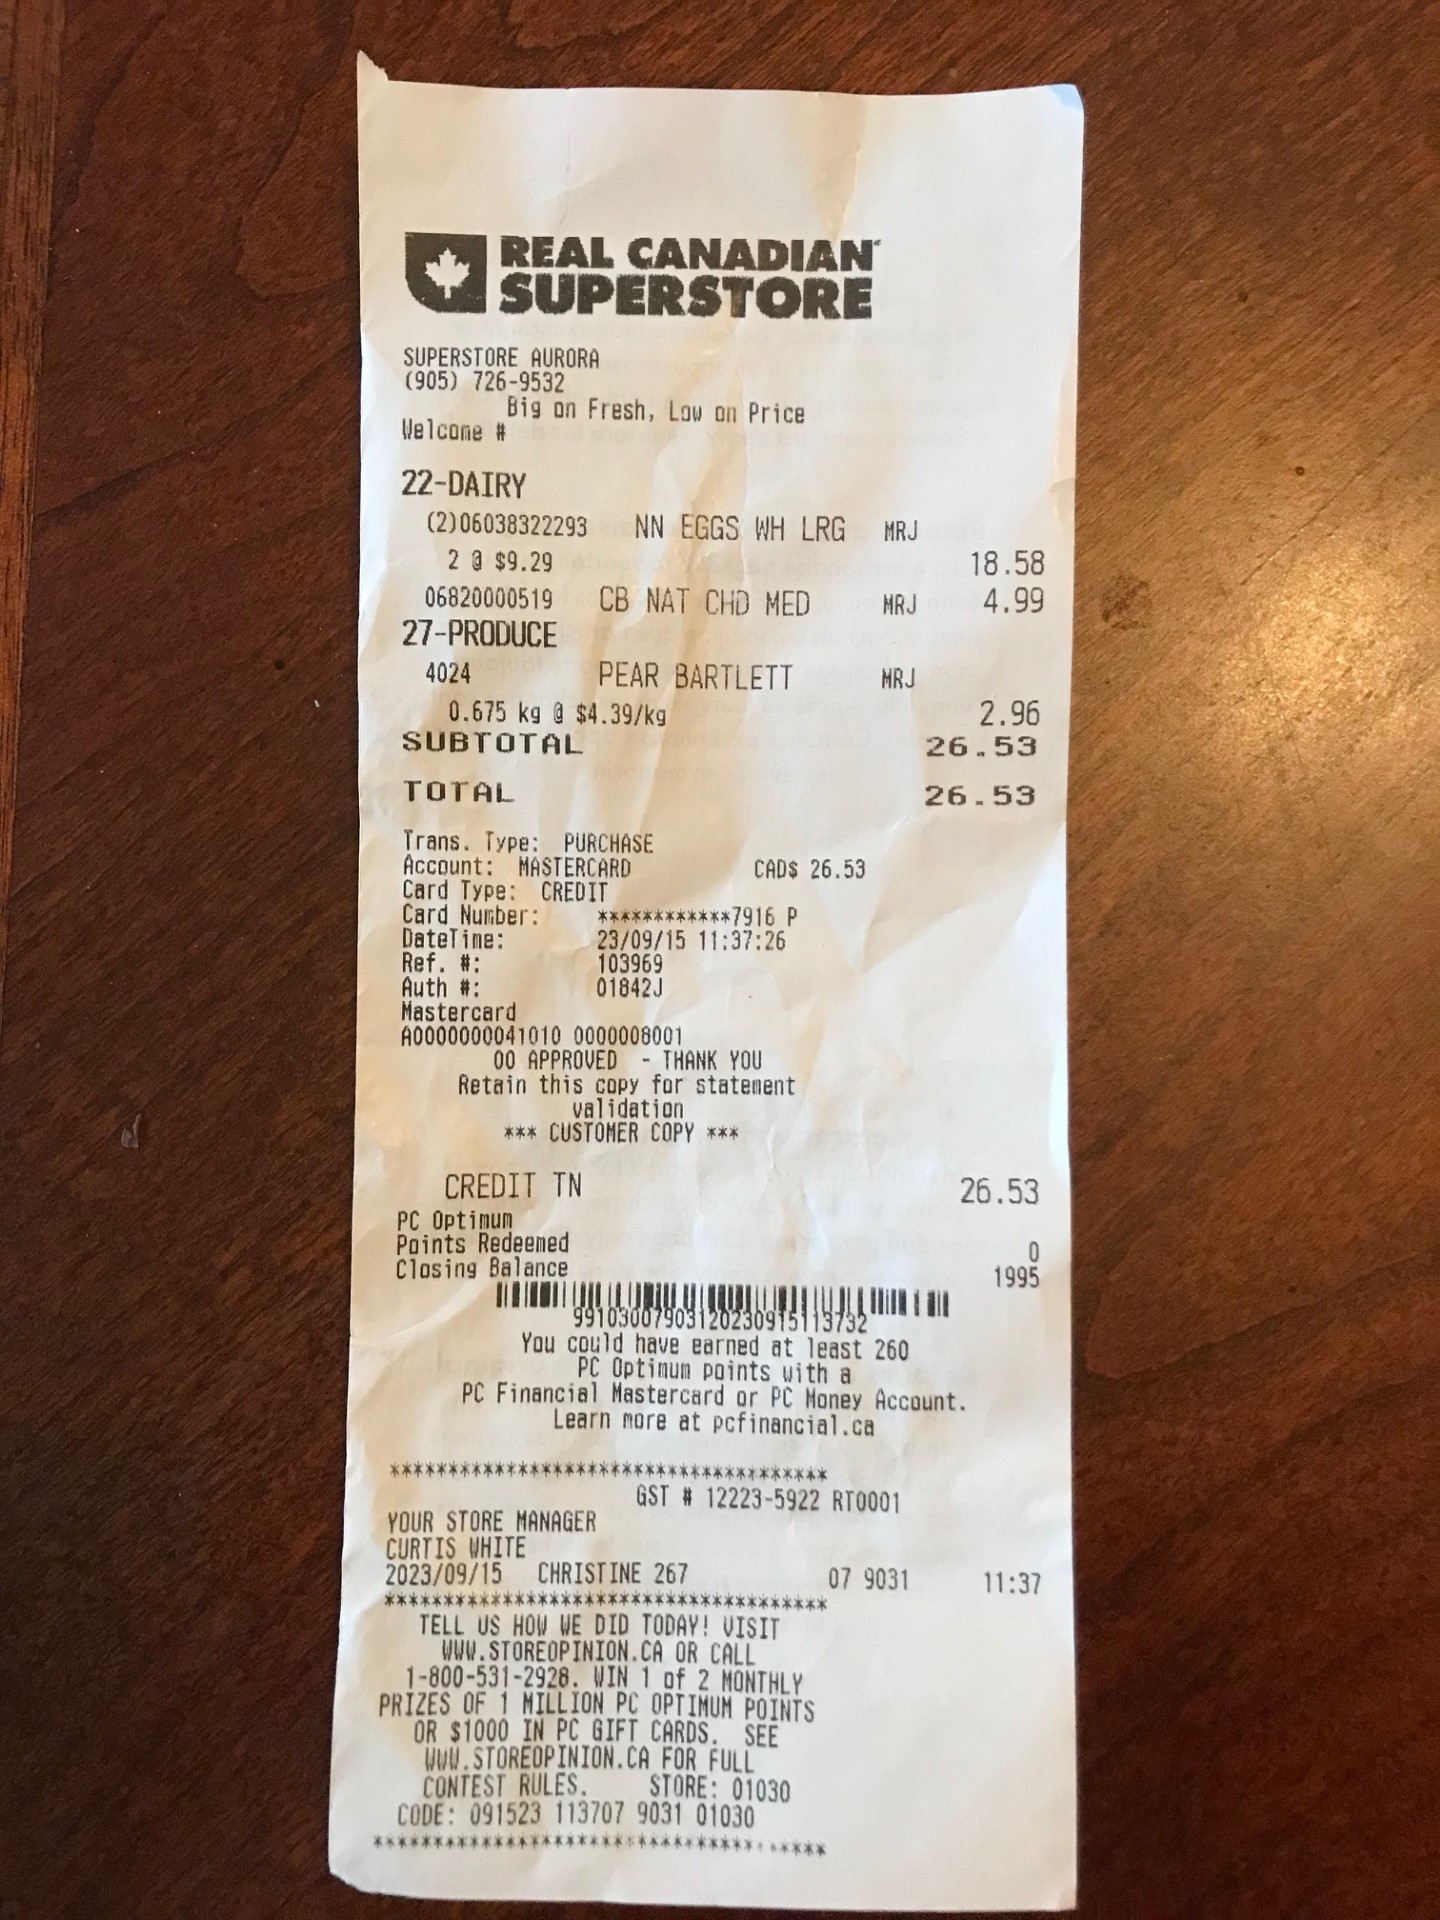 REAL CANADIAN
SUPERSTORE
SUPERSTORE AURORA
(905) 726-9532
Big on Fresh, Low on Price
Welcome #
22-DAIRY
(2)06038322293 NN EGGS WH LRG MRJ
2 @ $9.29 18.58
06820000519 CB NAT CHD MED MRJ 4.99
27-PRODUCE
4024 PEAR BARTLETT MRJ
0.675 kg @ $4.39/kg 2.96
SUBTOTAL 26.53
TOTAL 26.53
Trans. Type: PURCHASE
Account: MASTERCARD CAD$ 26.53
Card Type: CREDIT
Card Number: ************7916 P
DateTime: 23/09/15 11:37:26
Ref. #: 103969
Auth #: 01842J
Mastercard
A0000000041010 0000008001
00 APPROVED - THANK YOU
Retain this copy for statement
validation
*** CUSTOMER COPY ***
CREDIT TN 26.53
PC Optimum
Points Redeemed 0
Closing Balance 1995
99103007903120230915113732
You could have earned at least 260
PC Optimum points with a
PC Financial Mastercard or PC Money Account.
Learn more at pcfinancial.ca
**************************************
GST # 12223-5922 RT0001
YOUR STORE MANAGER
CURTIS WHITE
2023/09/15 CHRISTINE 267 07 9031 11:37
**************************************
TELL US HOW WE DID TODAY! VISIT
WWW.STOREOPINION.CA OR CALL
1-800-531-2928. WIN 1 of 2 MONTHLY
PRIZES OF 1 MILLION PC OPTIMUM POINTS
OR $1000 IN PC GIFT CARDS. SEE
WWW.STOREOPINION.CA FOR FULL
CONTEST RULES. STORE: 01030
CODE: 091523 113707 9031 01030
**************************************